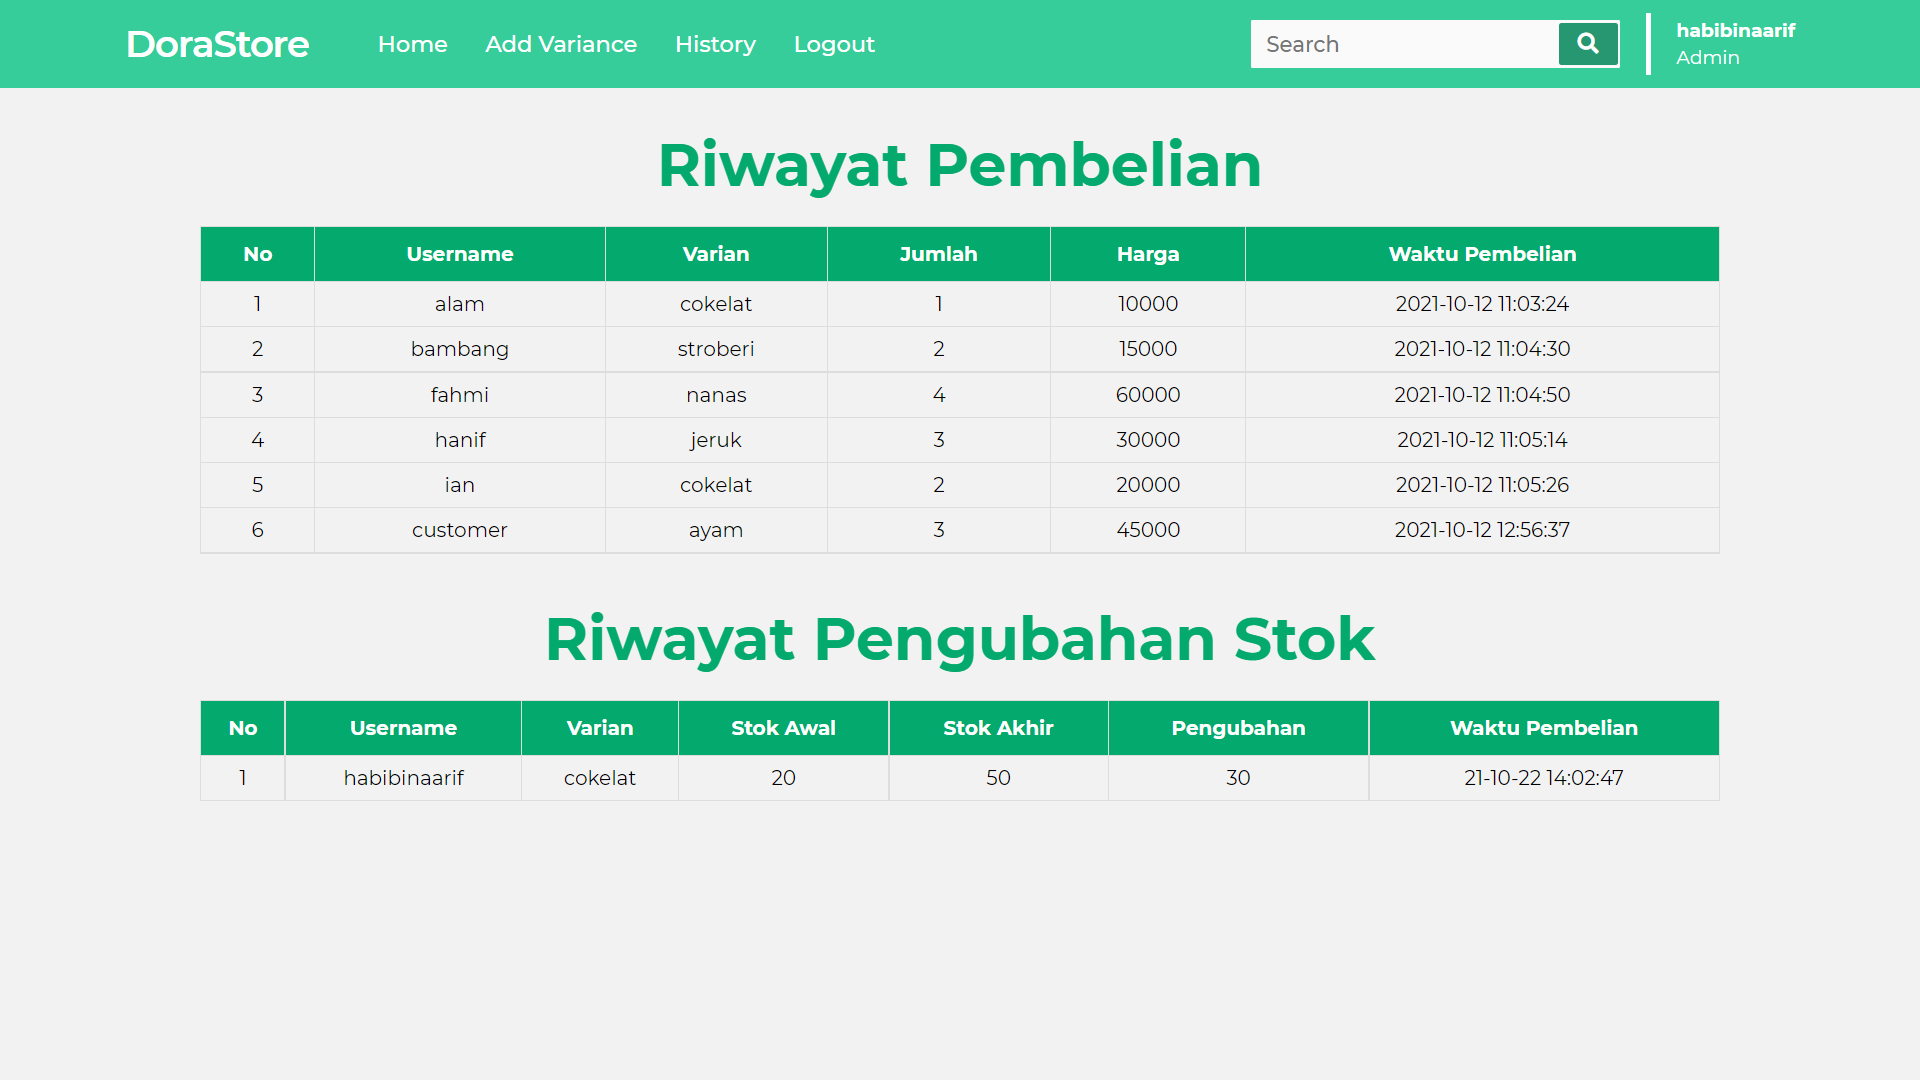 DoraStore Home Add Variance History Logout Search habibinaarif
Admin
Riwayat Pembelian
No Username Varian Jumlah Harga Waktu Pembelian
1 alam cokelat 1 10000 2021-10-12 11:03:24
2 bambang stroberi 2 15000 2021-10-12 11:04:30
3 fahmi nanas 4 60000 2021-10-12 11:04:50
4 hanif jeruk 3 30000 2021-10-12 11:05:14
5 ian cokelat 2 20000 2021-10-12 11:05:26
6 customer ayam 3 45000 2021-10-12 12:56:37
Riwayat Pengubahan Stok
No Username Varian Stok Awal Stok Akhir Pengubahan Waktu Pembelian
1 habibinaarif cokelat 20 50 30 21-10-22 14:02:47